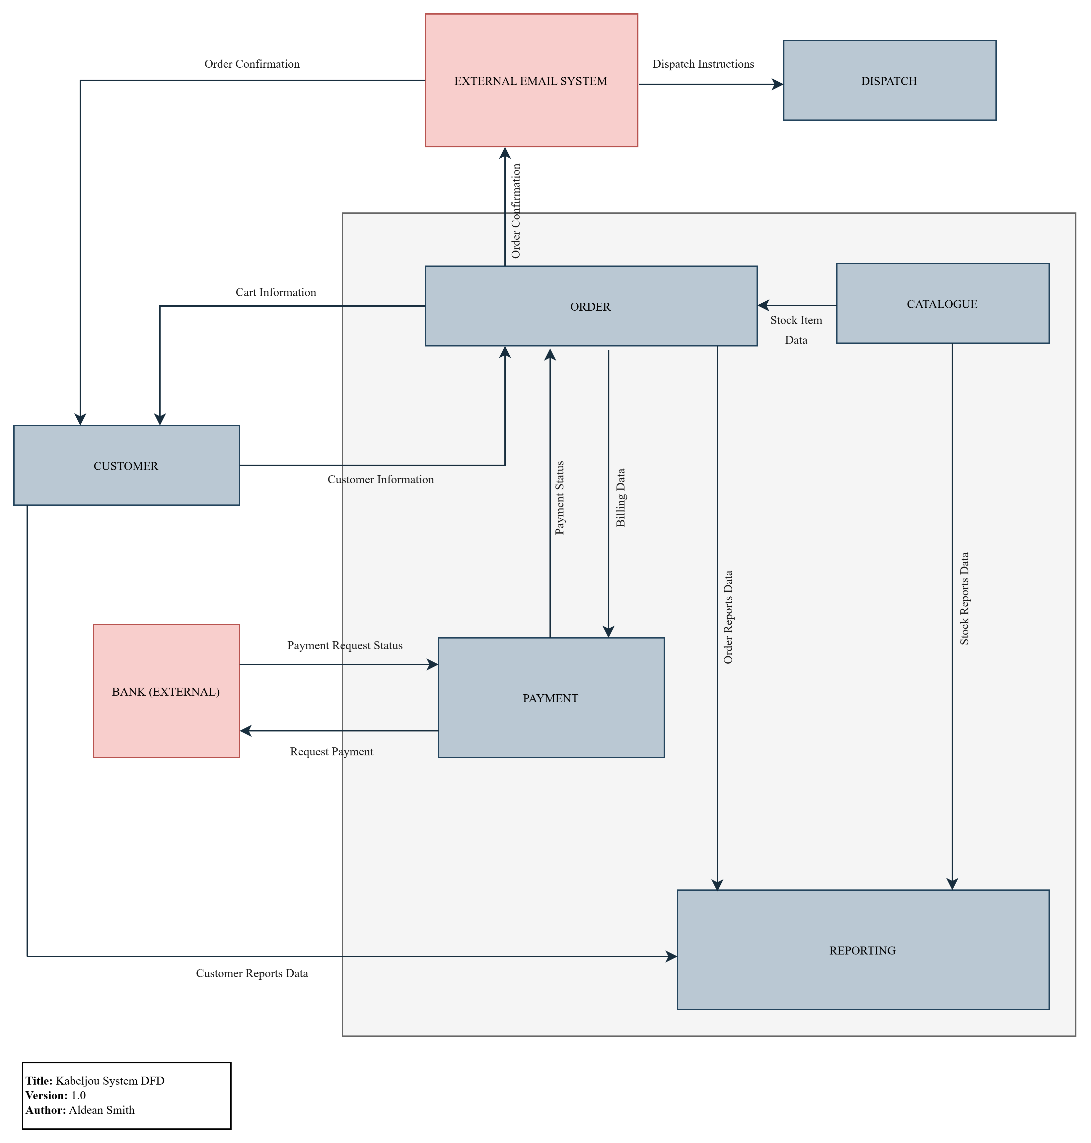 Order Confirmation
EXTERNAL EMAIL SYSTEM
Dispatch Instructions
DISPATCH
Order Confirmation
Cart Information
ORDER
Stock Item
Data
CATALOGUE
CUSTOMER
Customer Information
Payment Status
Billing Data
Order Reports Data
Stock Reports Data
Payment Request Status
BANK (EXTERNAL)
PAYMENT
Request Payment
REPORTING
Customer Reports Data
Title: Kabeljou System DFD
Version: 1.0
Author: Aldean Smith